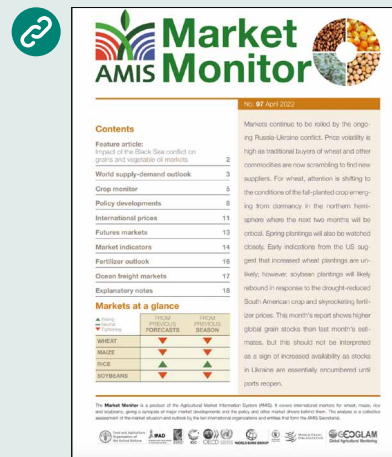 Market
AMIS Monitor
No. 97 April 2022
Contents
Feature article:
Impact of the Black Sea conflict on
grains and vegetable oil markets 2
World supply-demand outlook 3
Crop monitor 5
Policy developments 8
International prices 11
Futures markets 13
Market indicators 14
Fertilizer outlook 16
Ocean freight markets 17
Explanatory notes 18
Markets at a glance
Easing
Neutral
Tightening
FROM PREVIOUS FORECASTS
FROM PREVIOUS SEASON
WHEAT
MAIZE
RICE
SOYBEANS
Markets continue to be roiled by the ongo-
ing Russia-Ukraine conflict. Price volatility is
high as traditional buyers of wheat and other
commodities are now scrambling to find new
suppliers. For wheat, attention is shifting to
the conditions of the fall-planted crop emerg-
ing from dormancy in the northern hemi-
sphere where the next two months will be
critical. Spring plantings will also be watched
closely. Early indications from the US sug-
gest that increased wheat plantings are un-
likely; however, soybean plantings will likely
rebound in response to the drought-reduced
South American crop and skyrocketing fertil-
izer prices. This month's report shows higher
global grain stocks than last month's esti-
mates, but this should not be interpreted
as a sign of increased availability as stocks
in Ukraine are essentially encumbered until
ports reopen.
The Market Monitor is a product of the Agricultural Market Information System (AMIS). It covers international markets for wheat, maize, rice
and soybeans, giving a synopsis of major market developments and the policy and other market drivers behind them. The analysis is a collective
assessment of the market situation and outlook by the ten international organizations and entities that form the AMIS Secretariat.
Food and Agriculture
Organization of
the United Nations
IFAD
IGC
OECD
WORLD BANK GROUP
GEOGLAM
Global Agricultural Monitoring